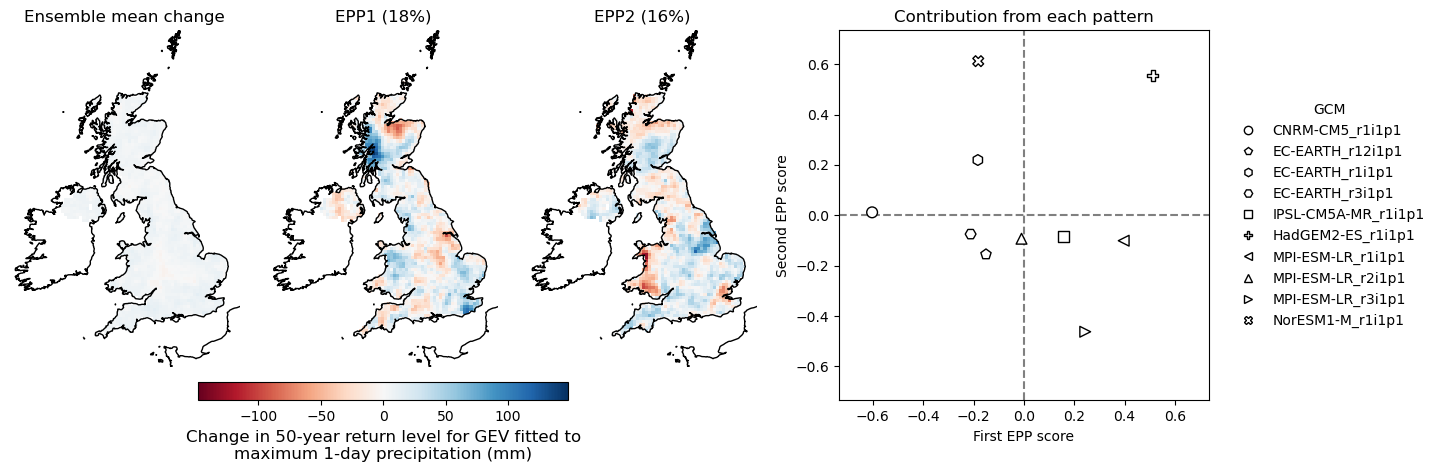 Ensemble mean change
EPP1 (18%)
EPP2 (16%)
Contribution from each pattern
−100
−50
0
50
100
Change in 50-year return level for GEV fitted to
maximum 1-day precipitation (mm)
Second EPP score
0.6
0.4
0.2
0.0
−0.2
−0.4
−0.6
−0.6
−0.4
−0.2
0.0
0.2
0.4
0.6
First EPP score
GCM
CNRM-CM5_r1i1p1
EC-EARTH_r12i1p1
EC-EARTH_r1i1p1
EC-EARTH_r3i1p1
IPSL-CM5A-MR_r1i1p1
HadGEM2-ES_r1i1p1
MPI-ESM-LR_r1i1p1
MPI-ESM-LR_r2i1p1
MPI-ESM-LR_r3i1p1
NorESM1-M_r1i1p1